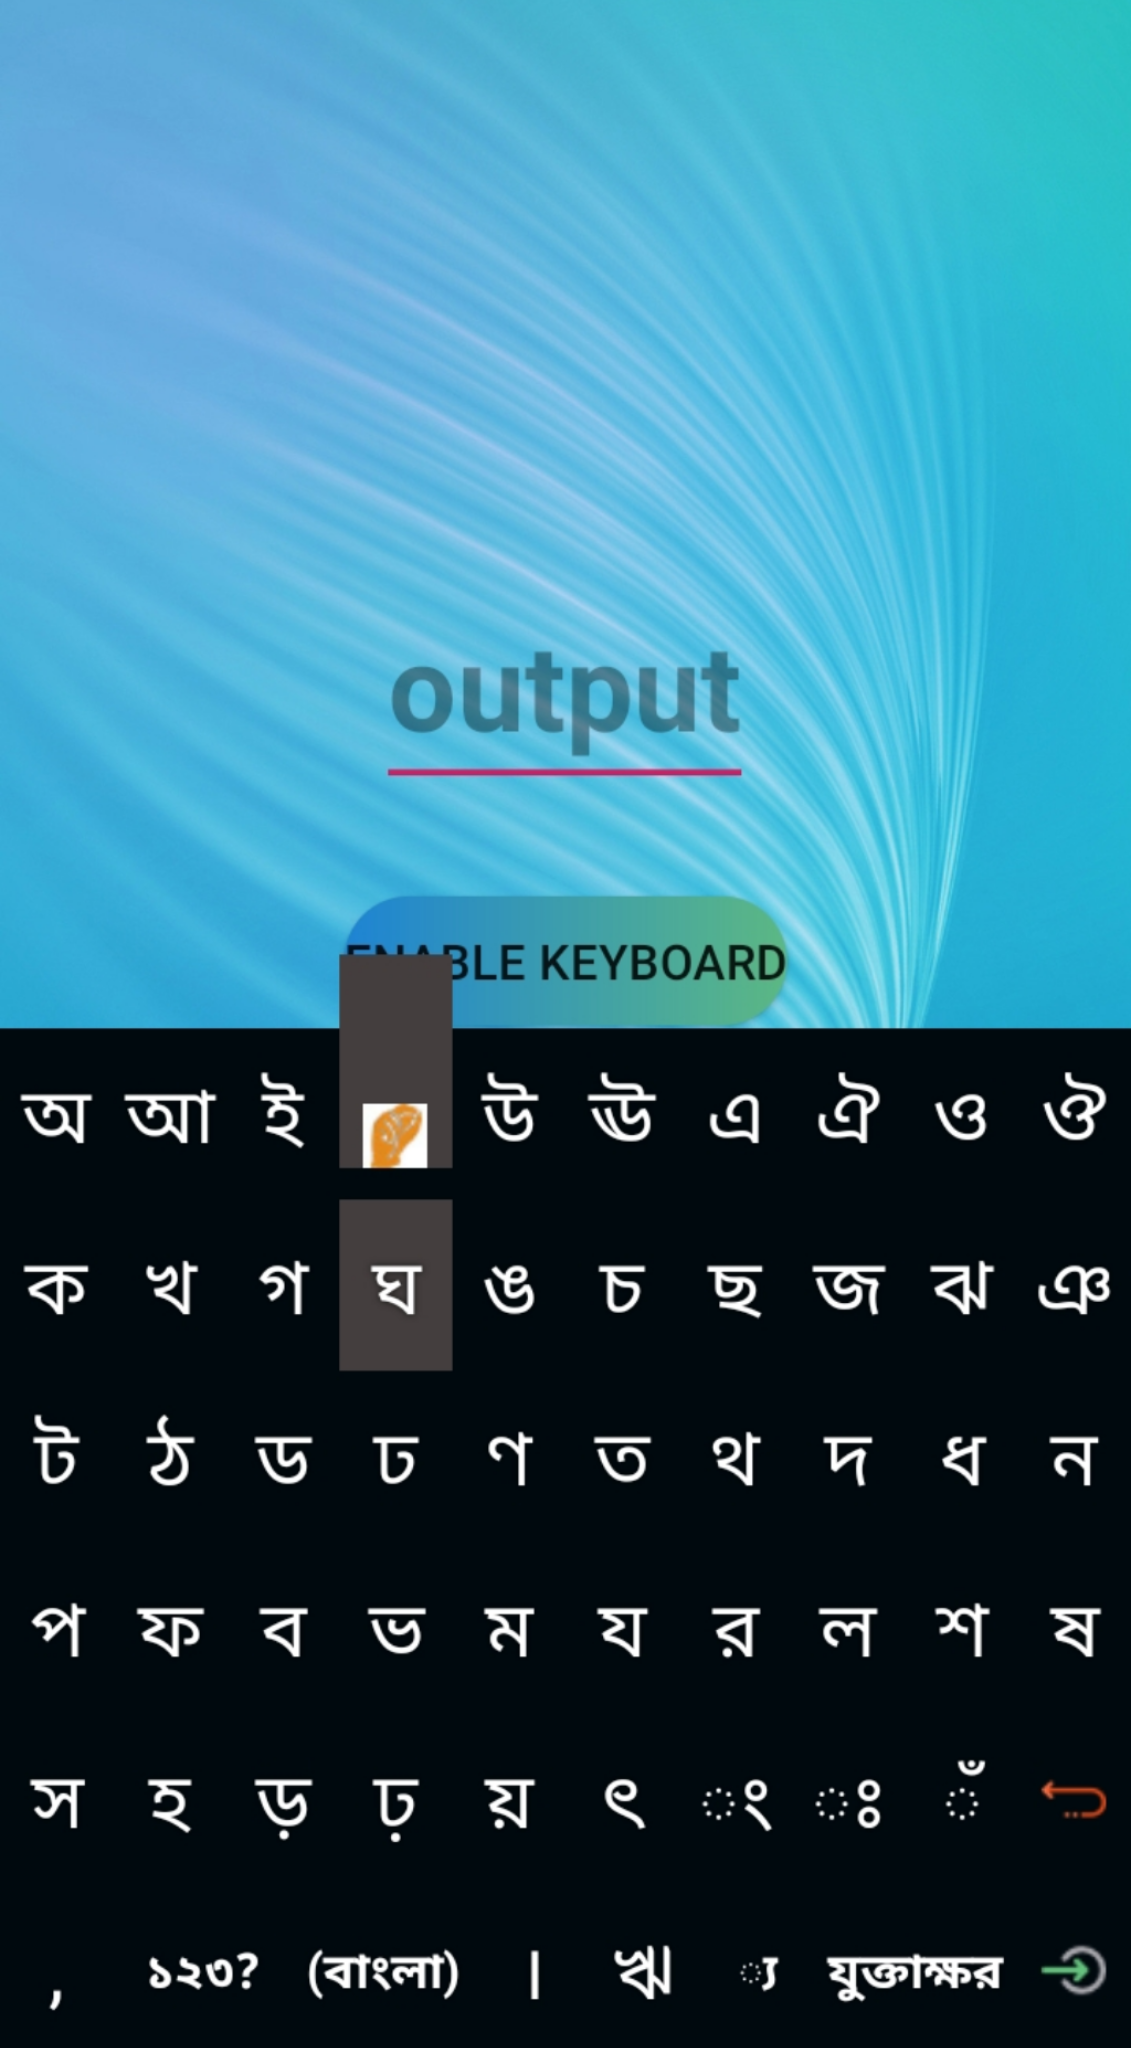 output
ENABLE KEYBOARD
অ আ ই উ ঊ এ ঐ ও ঔ
ক খ গ ঘ ঙ চ ছ জ ঝ ঞ
ট ঠ ড ঢ ণ ত থ দ ধ ন
প ফ ব ভ ম য র ল শ ষ
স হ ড় ঢ় য় ৎ ং ঃ ঁ
, ১২৩? (বাংলা) | ঋ ্য যুক্তাক্ষর